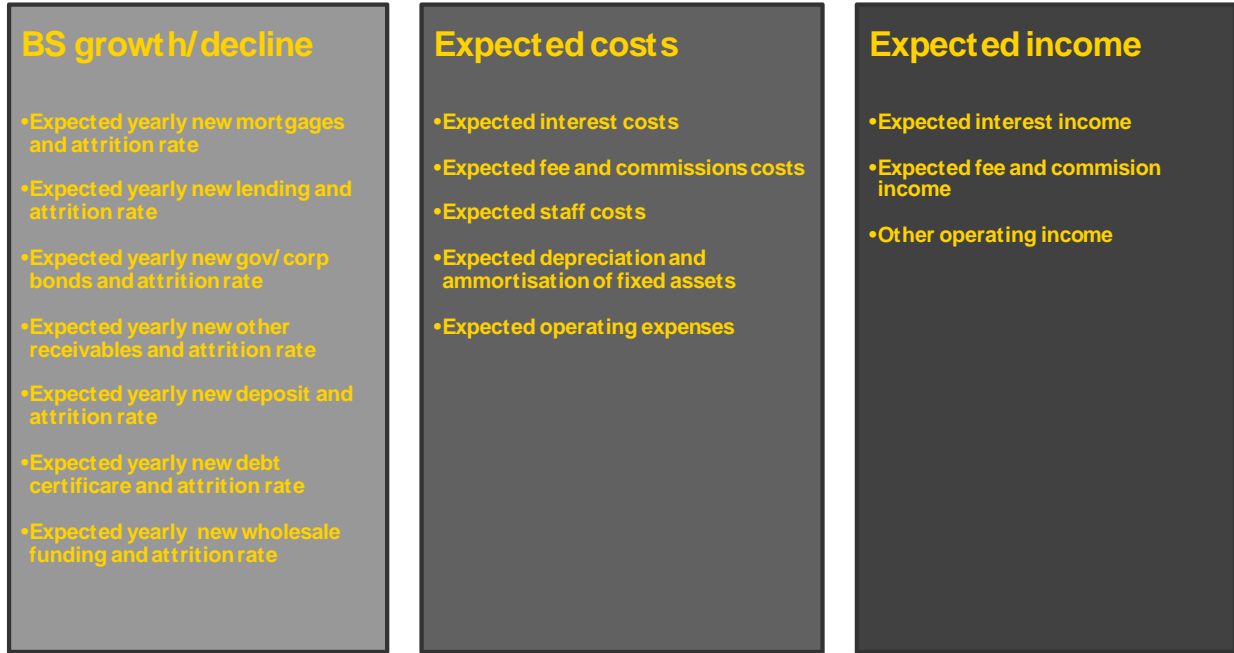 BS growth/decline
•Expected yearly new mortgages
and attrition rate
•Expected yearly new lending and
attrition rate
•Expected yearly new gov/corp
bonds and attrition rate
•Expected yearly new other
receivables and attrition rate
•Expected yearly new deposit and
attrition rate
•Expected yearly new debt
certificare and attrition rate
•Expected yearly new wholesale
funding and attrition rate
Expected costs
•Expected interest costs
•Expected fee and commissions costs
•Expected staff costs
•Expected depreciation and
ammortisation of fixed assets
•Expected operating expenses
Expected income
•Expected interest income
•Expected fee and commision
income
•Other operating income